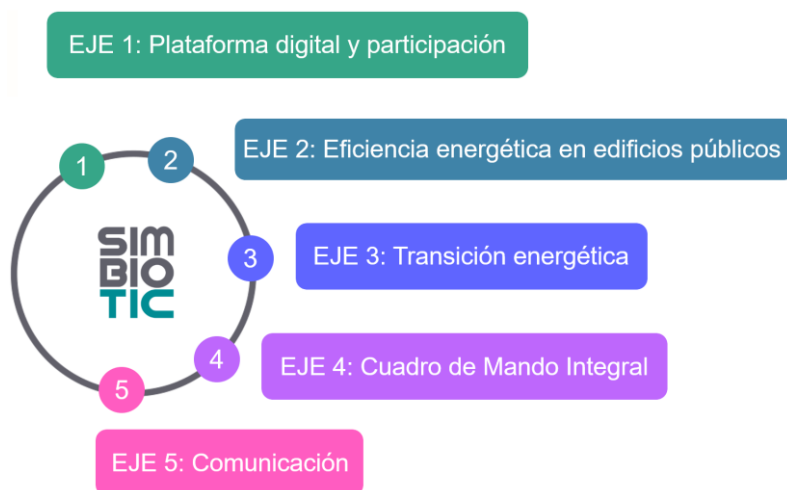 EJE 1: Plataforma digital y participación
1
2
EJE 2: Eficiencia energética en edificios públicos
SIM
BIO
TIC
3
EJE 3: Transición energética
4
EJE 4: Cuadro de Mando Integral
5
EJE 5: Comunicación